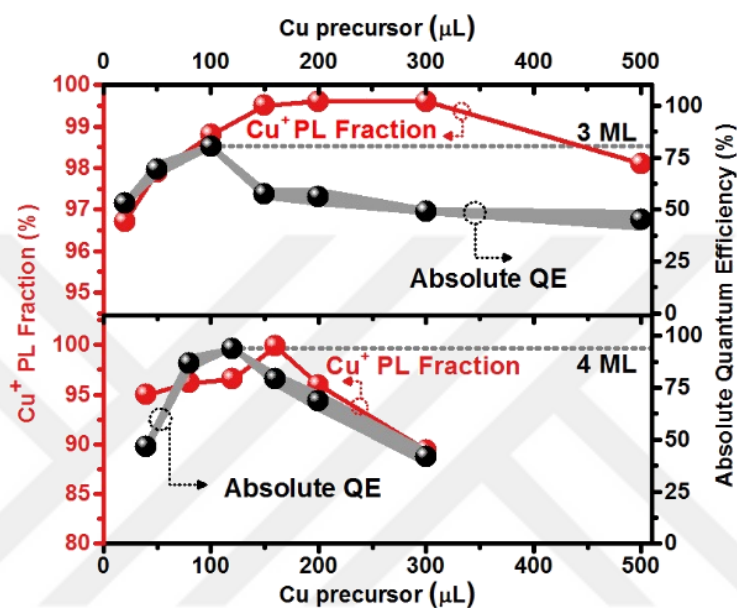 Cu precursor (μL)
0 100 200 300 400 500
100
99
98
97
96
95
Cu⁺ PL Fraction
3 ML
Absolute QE
100
75
50
25
0
Cu⁺ PL Fraction (%)
Absolute Quantum Efficiency (%)
100
95
90
85
80
Cu⁺ PL Fraction
4 ML
Absolute QE
100
75
50
25
0
0 100 200 300 400 500
Cu precursor (μL)